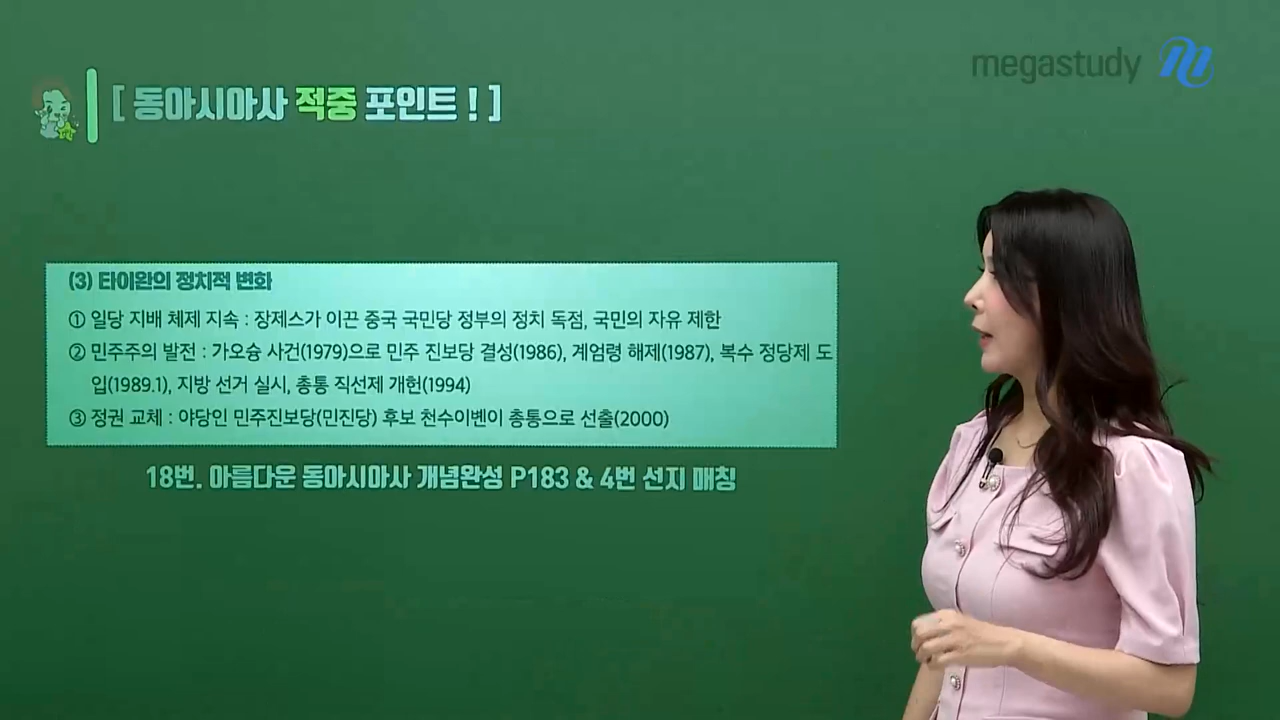 megastudy
[ 동아시아사 적중 포인트 ! ]
(3) 타이완의 정치적 변화
① 일당 지배 체제 지속 : 장제스가 이끈 중국 국민당 정부의 정치 독점, 국민의 자유 제한
② 민주주의 발전 : 가오슝 사건(1979)으로 민주 진보당 결성(1986), 계엄령 해제(1987), 복수 정당제 도
입(1989.1), 지방 선거 실시, 총통 직선제 개헌(1994)
③ 정권 교체 : 야당인 민주진보당(민진당) 후보 천수이볜이 총통으로 선출(2000)
18번. 아름다운 동아시아사 개념완성 P183 & 4번 선지 매칭